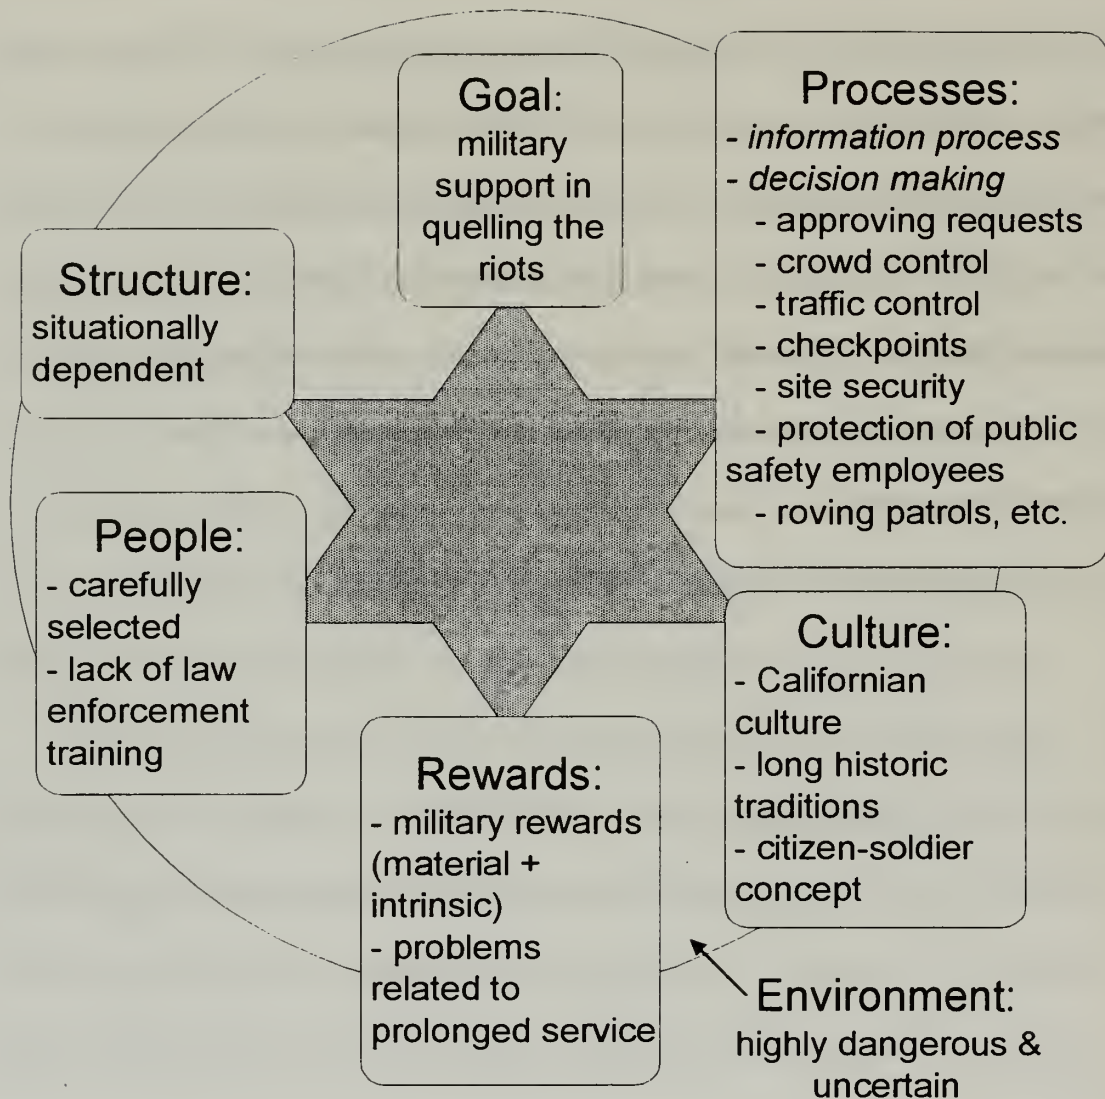 Goal:
military
support in
quelling the
riots
Processes:
- information process
- decision making
- approving requests
- crowd control
- traffic control
- checkpoints
- site security
- protection of public
safety employees
- roving patrols, etc.
Structure:
situationally
dependent
People:
- carefully
selected
- lack of law
enforcement
training
Culture:
- Californian
culture
- long historic
traditions
- citizen-soldier
concept
Rewards:
- military rewards
(material +
intrinsic)
- problems
related to
prolonged service
Environment:
highly dangerous &
uncertain